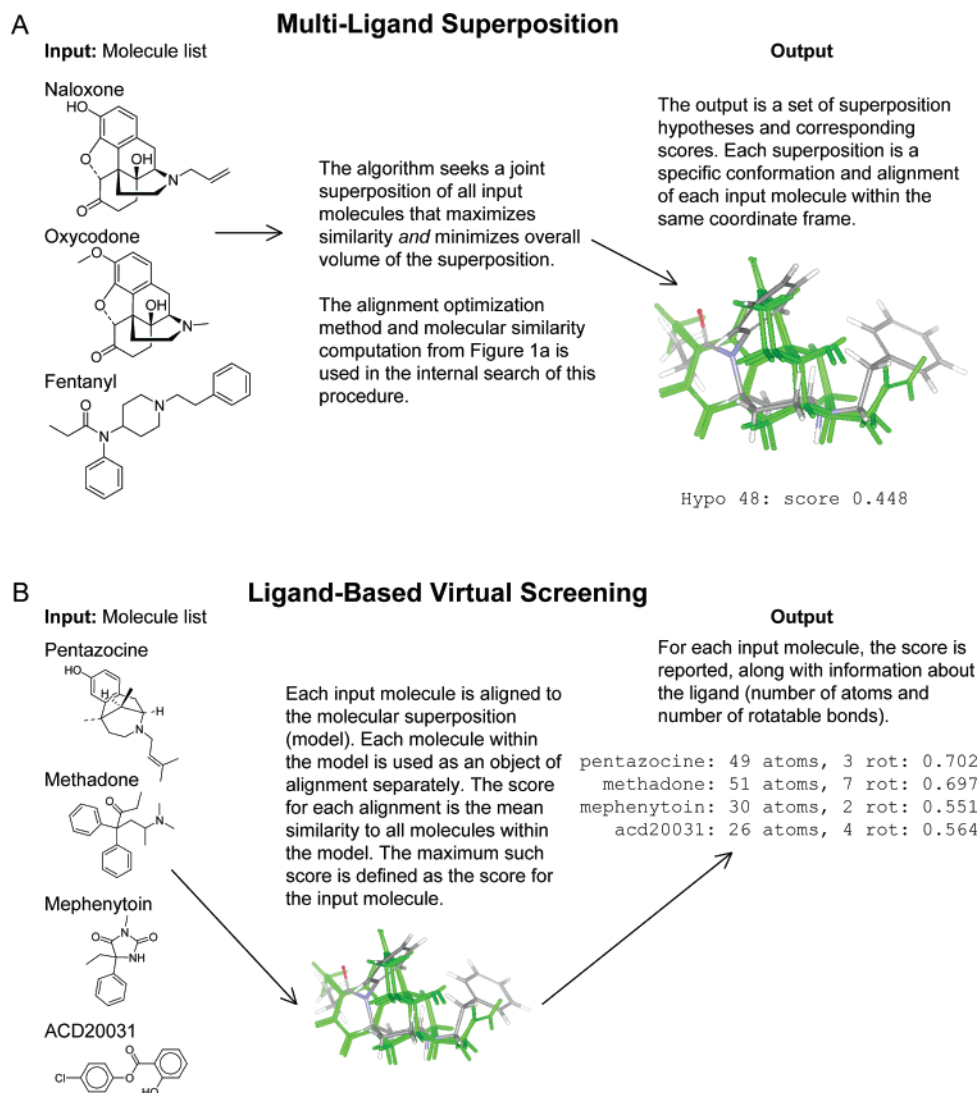 A
Multi-Ligand Superposition
Input: Molecule list
Output
Naloxone
HO
O
OH
N
O
The output is a set of superposition
hypotheses and corresponding
scores. Each superposition is a
specific conformation and alignment
of each input molecule within the
same coordinate frame.
The algorithm seeks a joint
superposition of all input
molecules that maximizes
similarity and minimizes overall
volume of the superposition.
The alignment optimization
method and molecular similarity
computation from Figure 1a is
used in the internal search of this
procedure.
Oxycodone
O
O
OH
N
O
Fentanyl
O
N
N
Hypo 48: score 0.448
B
Ligand-Based Virtual Screening
Input: Molecule list
Output
Pentazocine
HO
H
H
N
For each input molecule, the score is
reported, along with information about
the ligand (number of atoms and
number of rotatable bonds).
Each input molecule is aligned to
the molecular superposition
(model). Each molecule within
the model is used as an object of
alignment separately. The score
for each alignment is the mean
similarity to all molecules within
the model. The maximum such
score is defined as the score for
the input molecule.
pentazocine: 49 atoms, 3 rot: 0.702
methadone: 51 atoms, 7 rot: 0.697
mephenytoin: 30 atoms, 2 rot: 0.551
acd20031: 26 atoms, 4 rot: 0.564
Methadone
O
N
Mephenytoin
N
O
O
NH
ACD20031
O
Cl
O
HO